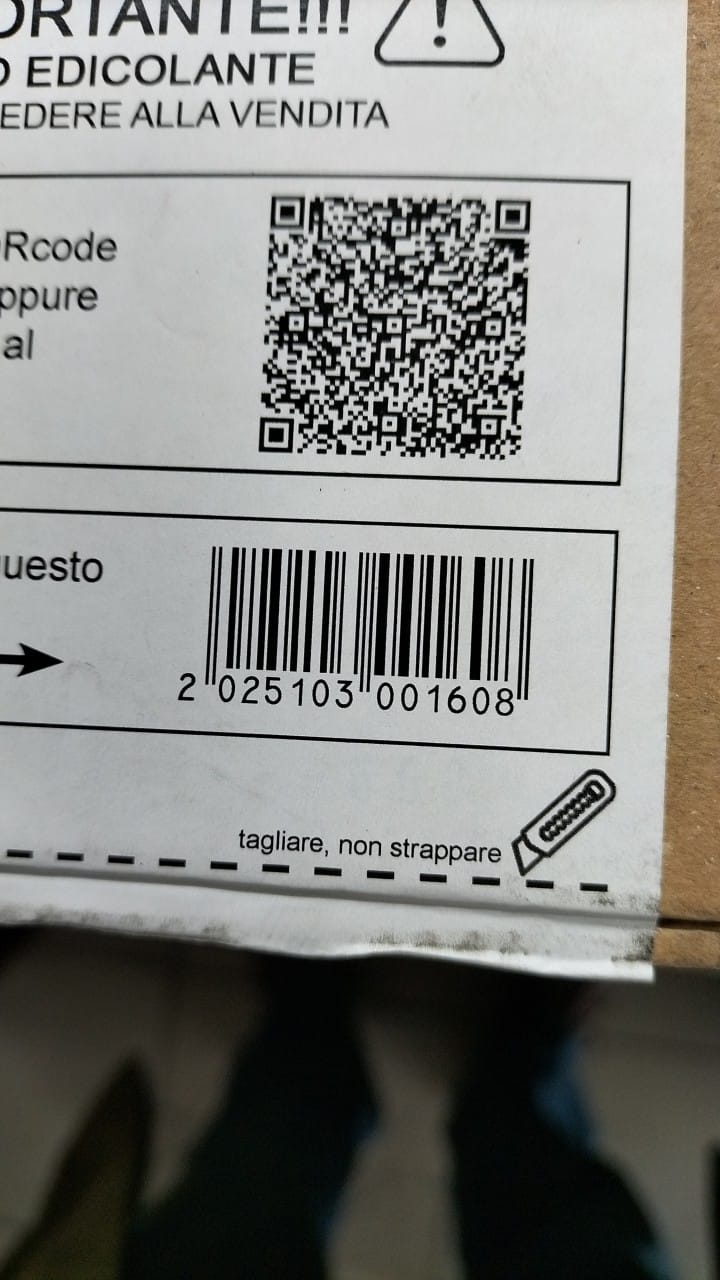 ORTANTE!!!
O EDICOLANTE
EDERE ALLA VENDITA
Rcode
ppure
al
uesto
2 025103 001608
tagliare, non strappare